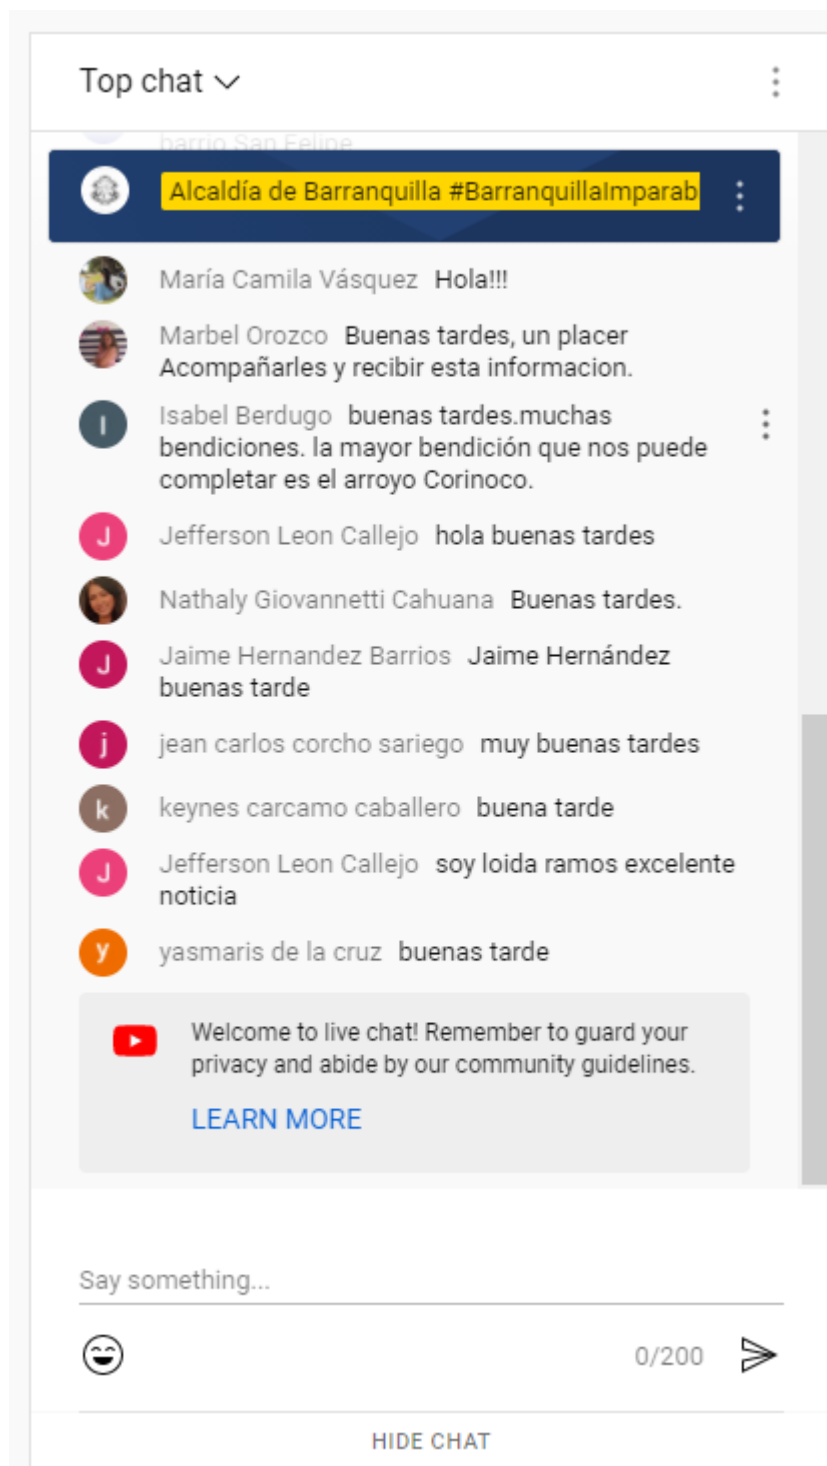 Top chat
barrio San Felipe
Alcaldía de Barranquilla #BarranquillaImparab
María Camila Vásquez Hola!!!
Marbel Orozco Buenas tardes, un placer
Acompañarles y recibir esta informacion.
I
Isabel Berdugo buenas tardes.muchas
bendiciones. la mayor bendición que nos puede
completar es el arroyo Corinoco.
J
Jefferson Leon Callejo hola buenas tardes
Nathaly Giovannetti Cahuana Buenas tardes.
J
Jaime Hernandez Barrios Jaime Hernández
buenas tarde
j
jean carlos corcho sariego muy buenas tardes
k
keynes carcamo caballero buena tarde
J
Jefferson Leon Callejo soy loida ramos excelente
noticia
y
yasmaris de la cruz buenas tarde
Welcome to live chat! Remember to guard your
privacy and abide by our community guidelines.
LEARN MORE
Say something...
0/200
HIDE CHAT